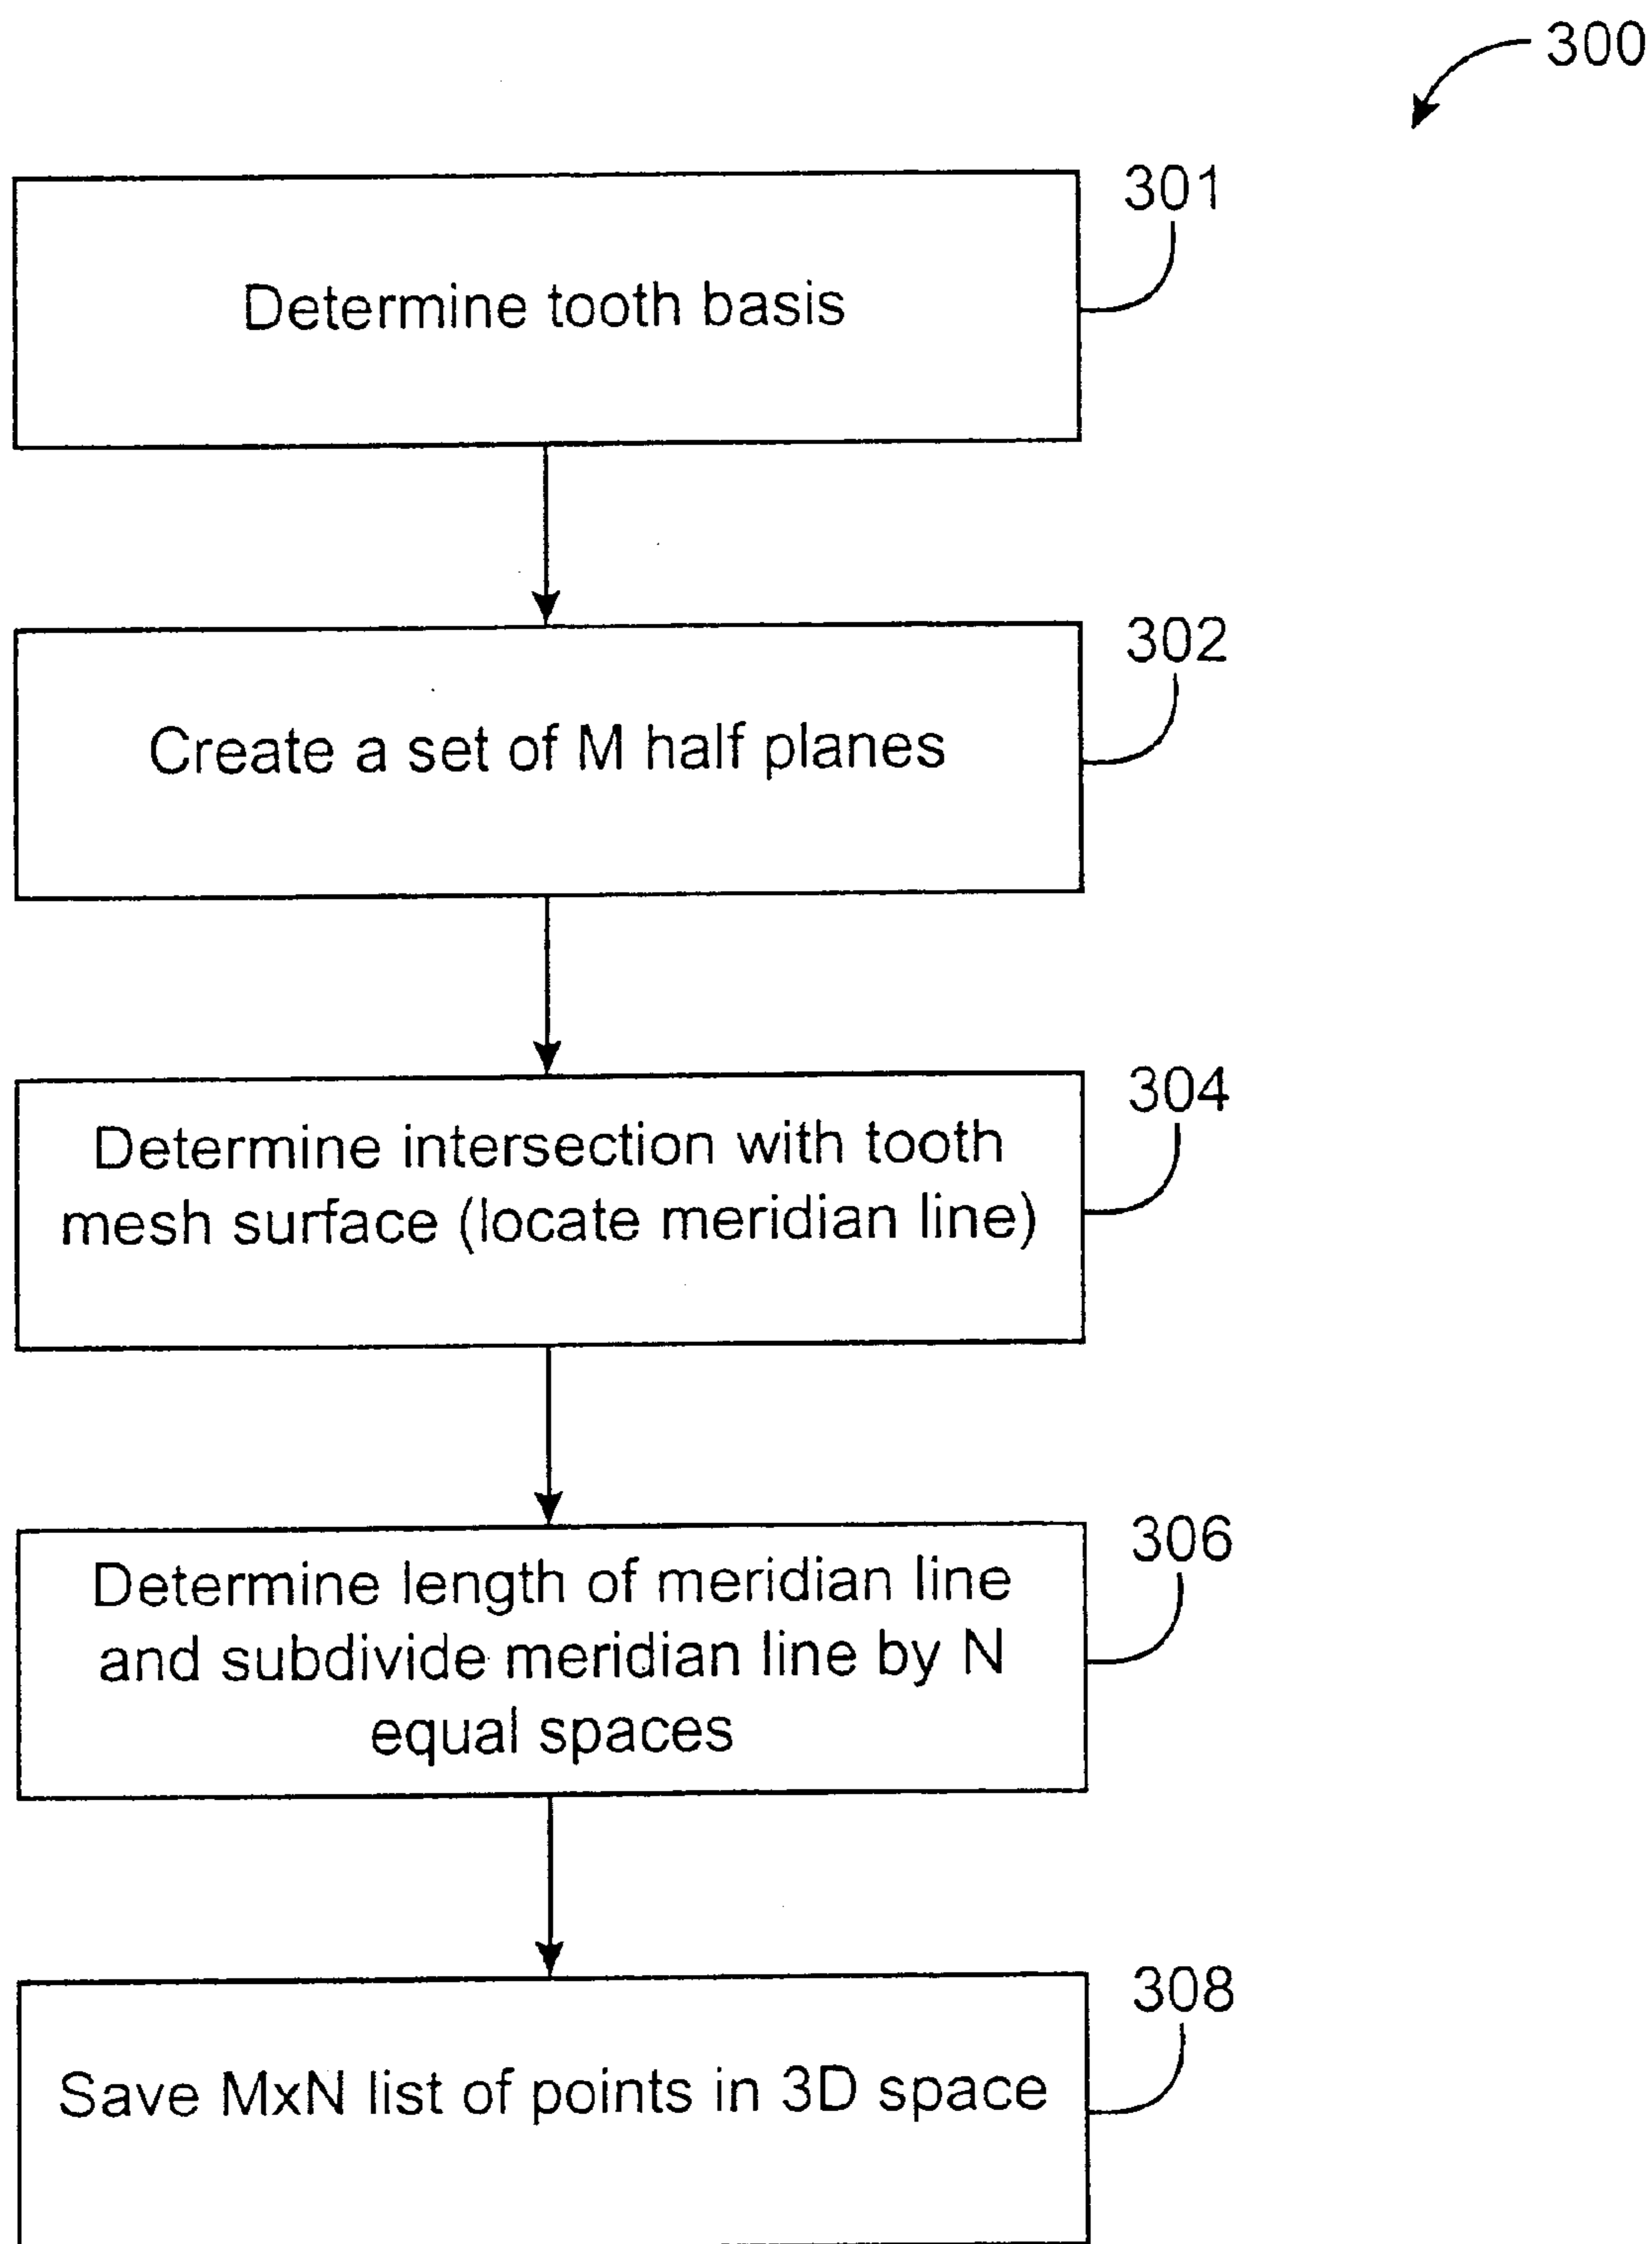 300
301
Determine tooth basis
302
Create a set of M half planes
304
Determine intersection with tooth
mesh surface (locate meridian line)
306
Determine length of meridian line
and subdivide meridian line by N
equal spaces
308
Save MxN list of points in 3D space